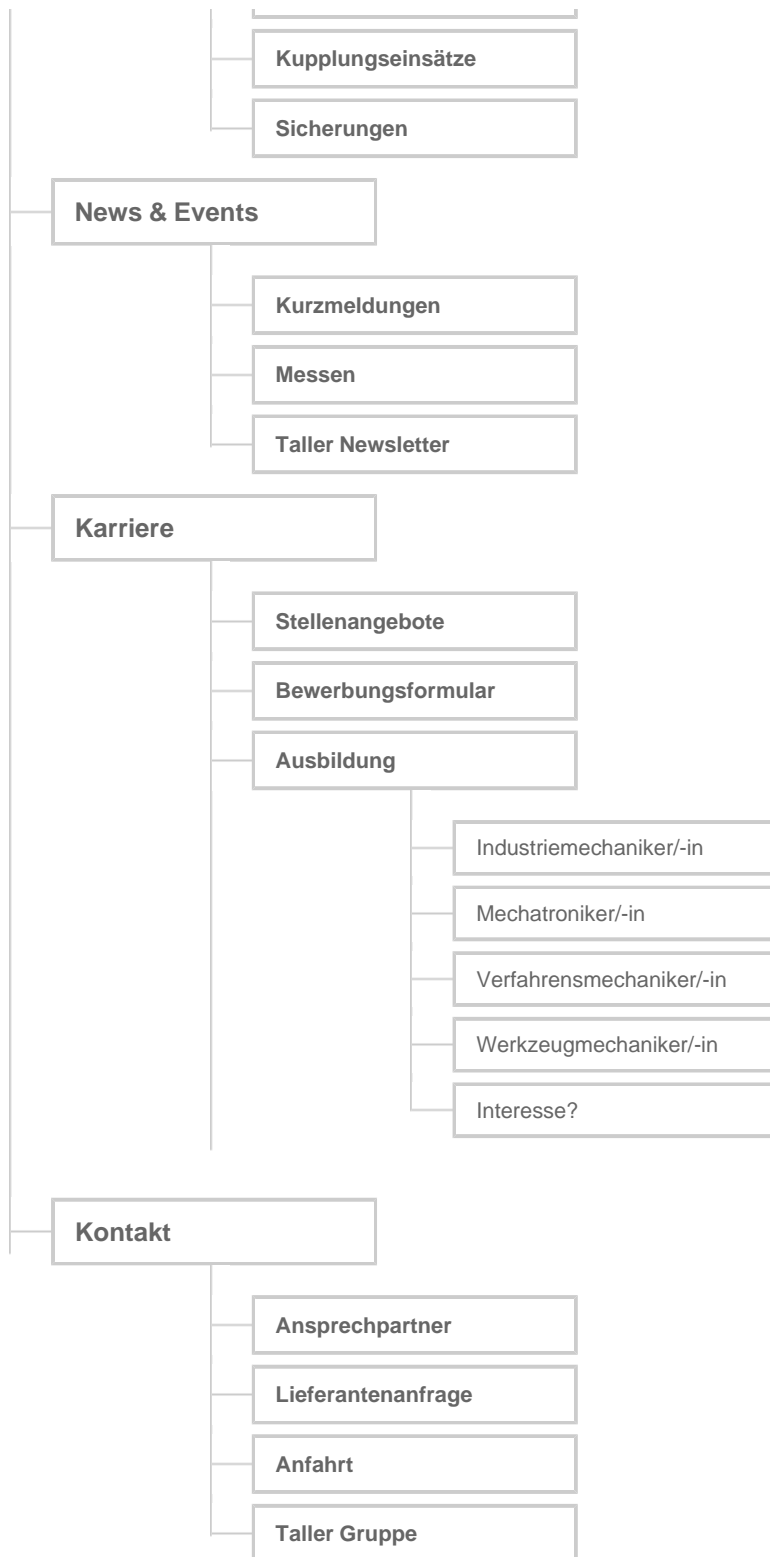 Kupplungseinsätze
Sicherungen
News & Events
Kurzmeldungen
Messen
Taller Newsletter
Karriere
Stellenangebote
Bewerbungsformular
Ausbildung
Industriemechaniker/-in
Mechatroniker/-in
Verfahrensmechaniker/-in
Werkzeugmechaniker/-in
Interesse?
Kontakt
Ansprechpartner
Lieferantenanfrage
Anfahrt
Taller Gruppe